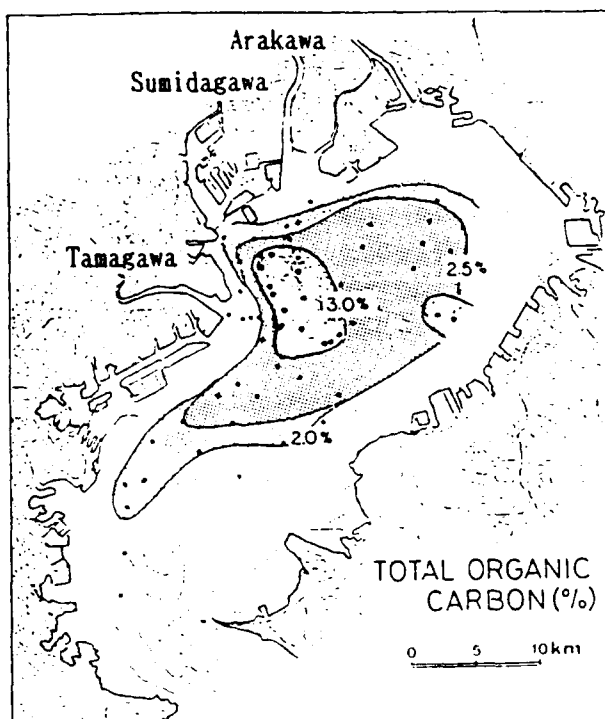 Arakawa
Sumidagawa
Tamagawa
2.5%
3.0%
2.0%
TOTAL ORGANIC
CARBON (%)
0 5 10km